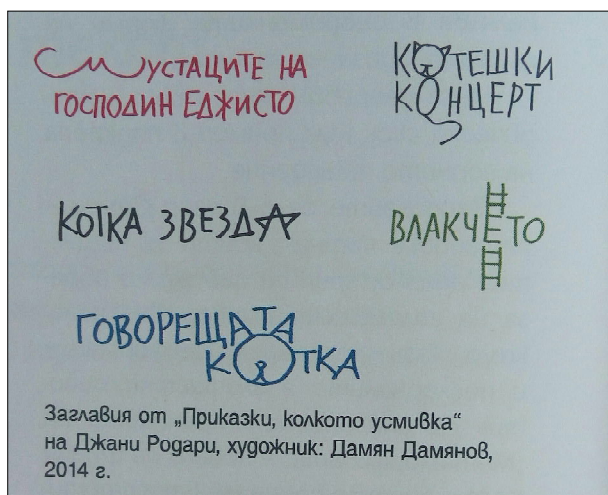 МУСТАЦИТЕ НА
ГОСПОДИН ЕДЖИСТО
КОТЕШКИ
КОНЦЕРТ
КОТКА ЗВЕЗДА
ВЛАКЧЕТО
ГОВОРЕЩАТА
КОТКА
Заглавия от „Приказки, колкото усмивка“
на Джани Родари, художник: Дамян Дамянов,
2014 г.